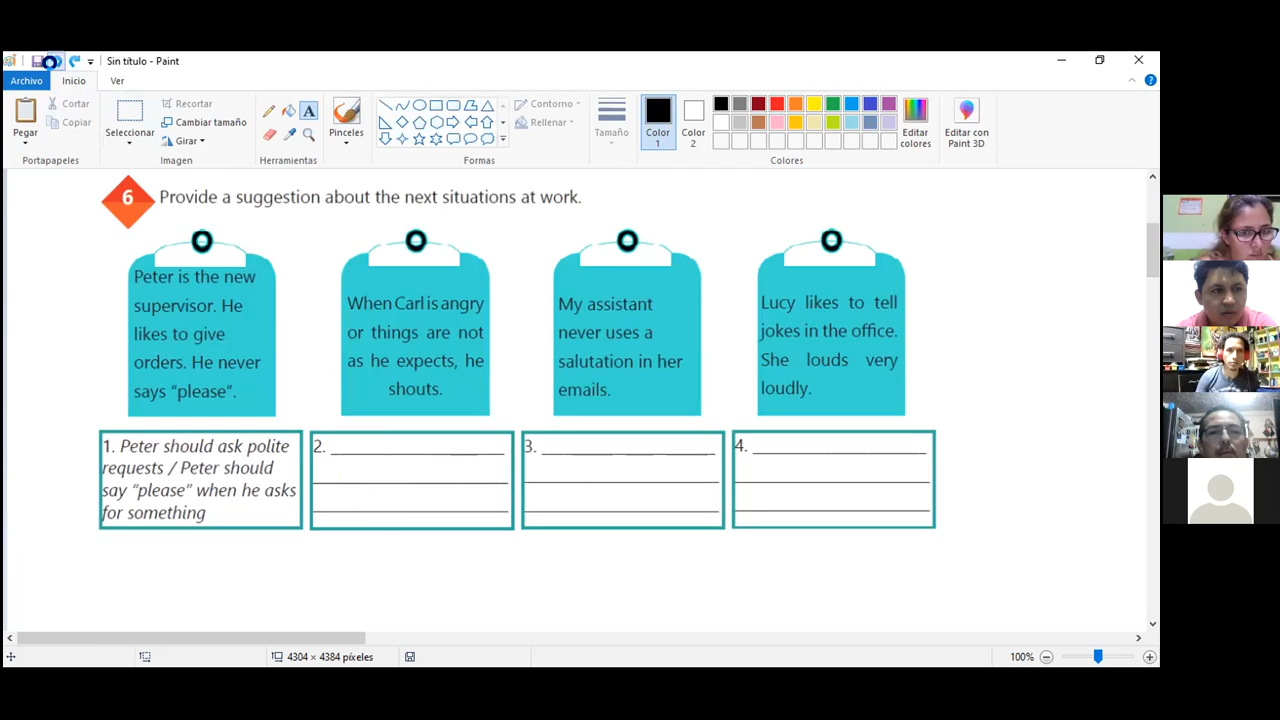 Sin título - Paint
Archivo Inicio Ver
Pegar
Cortar
Copiar
Portapapeles
Seleccionar
Recortar
Cambiar tamaño
Girar
Imagen
A
Herramientas
Pinceles
Contorno
Rellenar
Formas
Tamaño
Color 1
Color 2
Editar colores
Editar con Paint 3D
Colores
6 Provide a suggestion about the next situations at work.
Peter is the new
supervisor. He
likes to give
orders. He never
says “please”.
When Carl is angry
or things are not
as he expects, he
shouts.
My assistant
never uses a
salutation in her
emails.
Lucy likes to tell
jokes in the office.
She louds very
loudly.
1. Peter should ask polite
requests / Peter should
say “please” when he asks
for something
2.
3.
4.
4304 × 4384 píxeles
100%